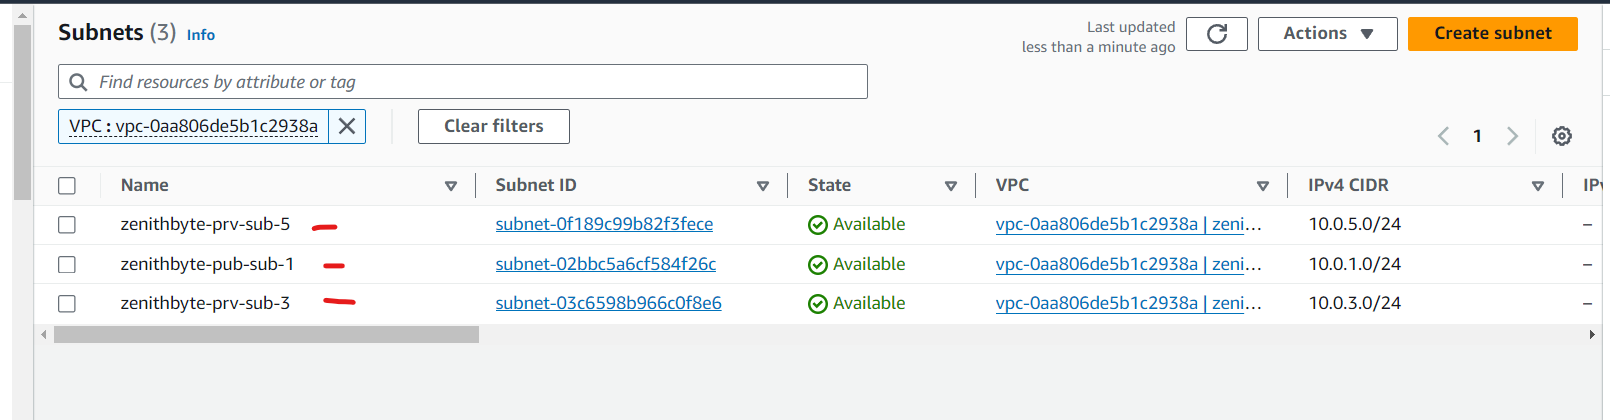 Subnets (3) Info
Last updated
less than a minute ago
Actions
Create subnet
Find resources by attribute or tag
VPC : vpc-0aa806de5b1c2938a
Clear filters
1
Name Subnet ID State VPC IPv4 CIDR IPv
zenithbyte-prv-sub-5 subnet-0f189c99b82f3fece Available vpc-0aa806de5b1c2938a | zeni… 10.0.5.0/24 –
zenithbyte-pub-sub-1 subnet-02bbc5a6cf584f26c Available vpc-0aa806de5b1c2938a | zeni… 10.0.1.0/24 –
zenithbyte-prv-sub-3 subnet-03c6598b966c0f8e6 Available vpc-0aa806de5b1c2938a | zeni… 10.0.3.0/24 –